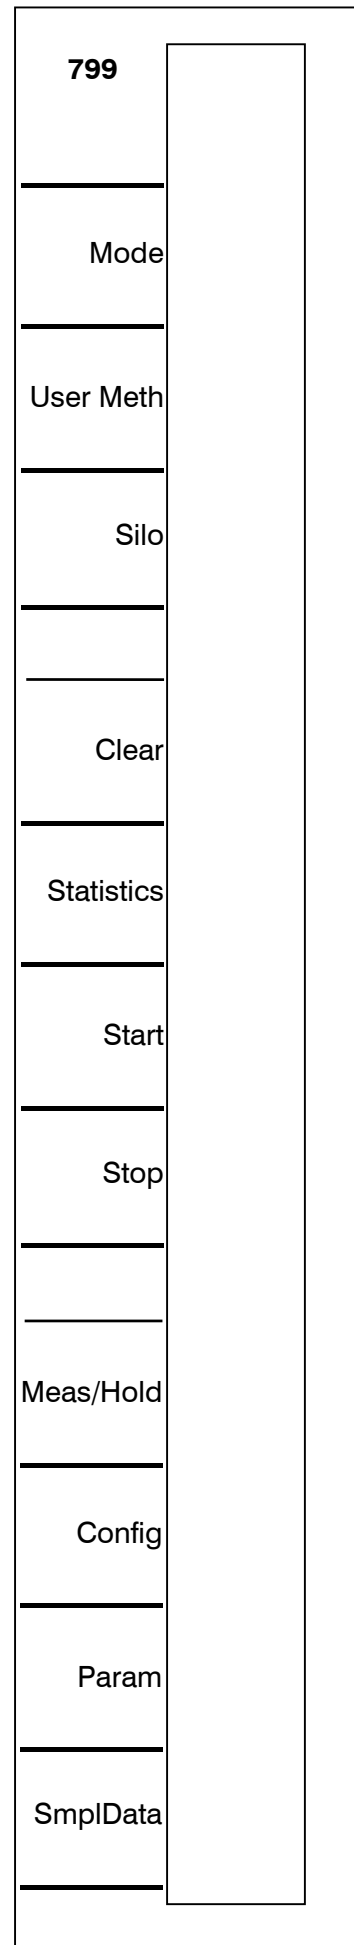 799
Mode
User Meth
Silo
Clear
Statistics
Start
Stop
Meas/Hold
Config
Param
SmplData